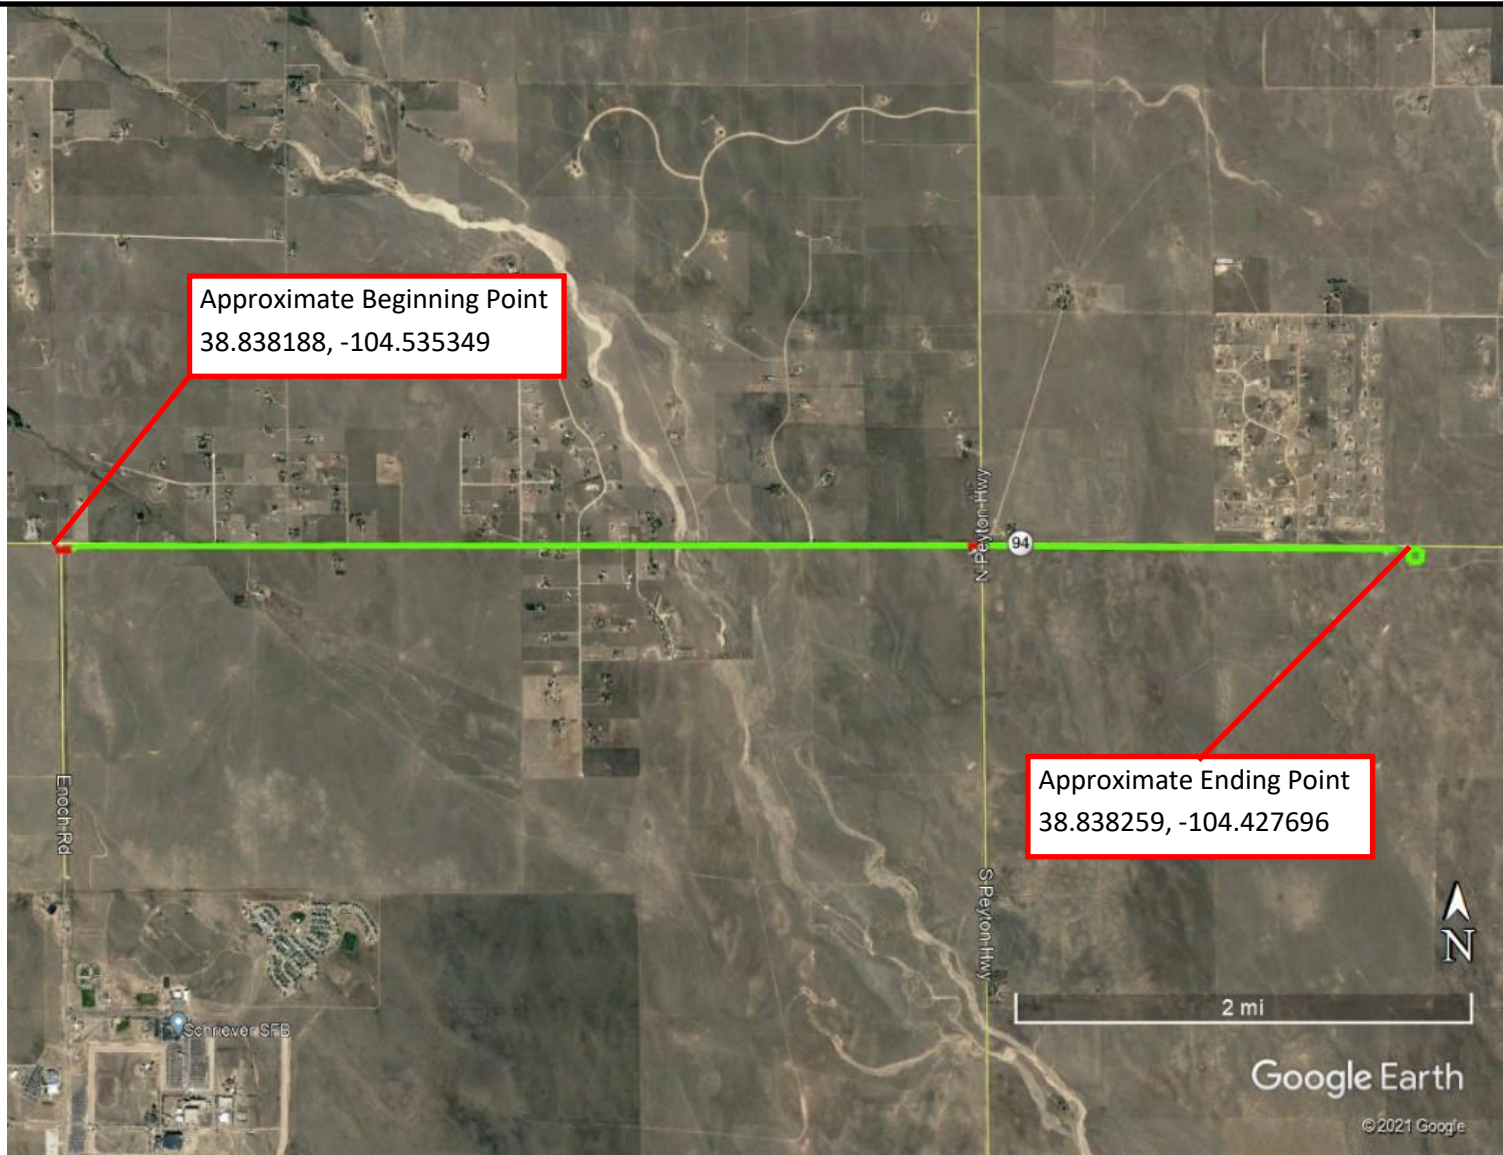 Approximate Beginning Point
38.838188, -104.535349
N Peyton Hwy
94
Approximate Ending Point
38.838259, -104.427696
Enoch Rd
S Peyton Hwy
N
2 mi
Schriever SFB
Google Earth
©2021 Google